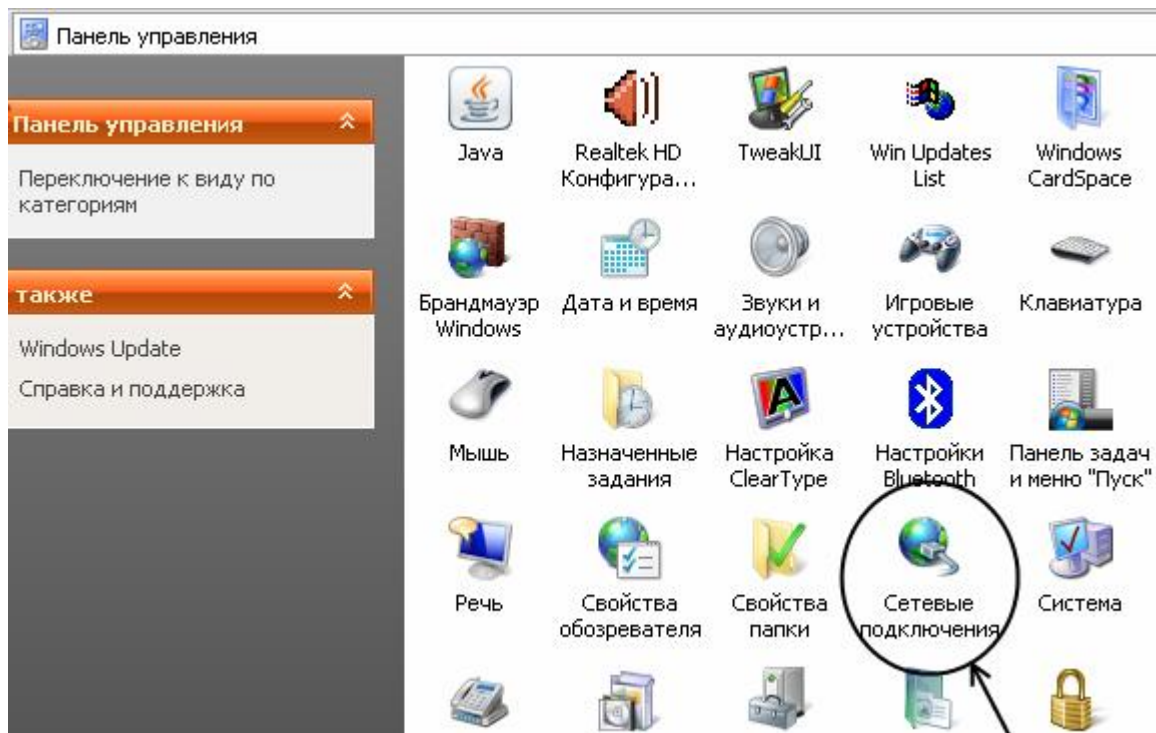 Панель управления
Панель управления
Переключение к виду по
категориям
также
Windows Update
Справка и поддержка
Java
Realtek HD
Конфигура...
TweakUI
Win Updates
List
Windows
CardSpace
Брандмауэр
Windows
Дата и время
Звуки и
аудиоустр...
Игровые
устройства
Клавиатура
Мышь
Назначенные
задания
Настройка
ClearType
Настройки
Bluetooth
Панель задач
и меню "Пуск"
Речь
Свойства
обозревателя
Свойства
папки
Сетевые
подключения
Система